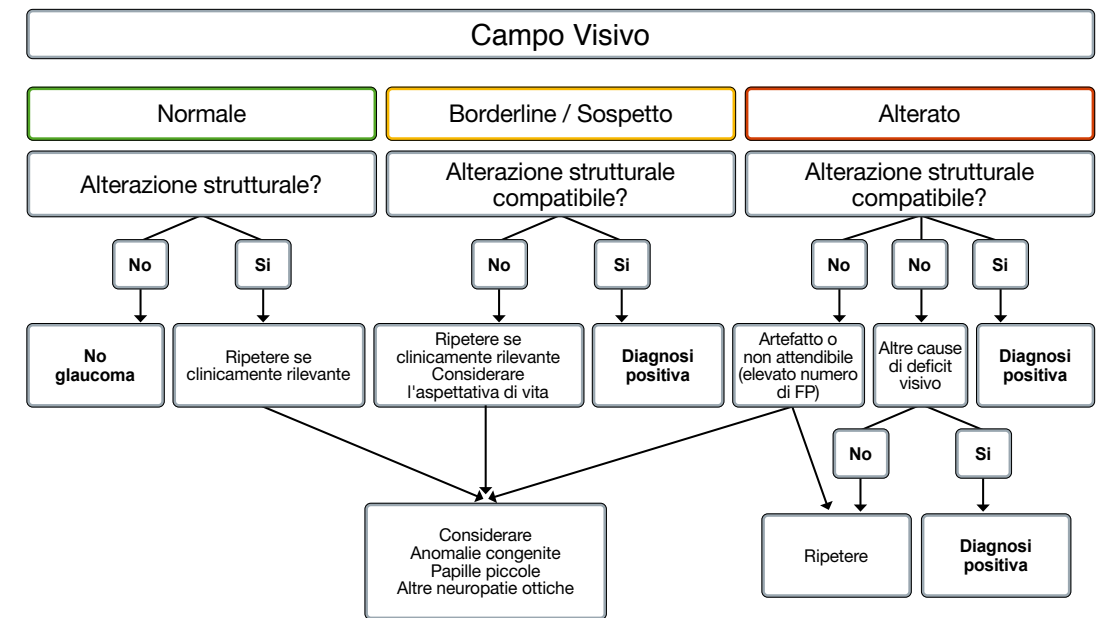 Campo Visivo
Normale
Borderline / Sospetto
Alterato
Alterazione strutturale?
Alterazione strutturale
compatibile?
Alterazione strutturale
compatibile?
No
Si
No
Si
No
No
Si
No
glaucoma
Ripetere se
clinicamente rilevante
Ripetere se
clinicamente rilevante
Considerare
l'aspettativa di vita
Diagnosi
positiva
Artefatto o
non attendibile
(elevato numero
di FP)
Altre cause
di deficit
visivo
Diagnosi
positiva
No
Si
Considerare
Anomalie congenite
Papille piccole
Altre neuropatie ottiche
Ripetere
Diagnosi
positiva